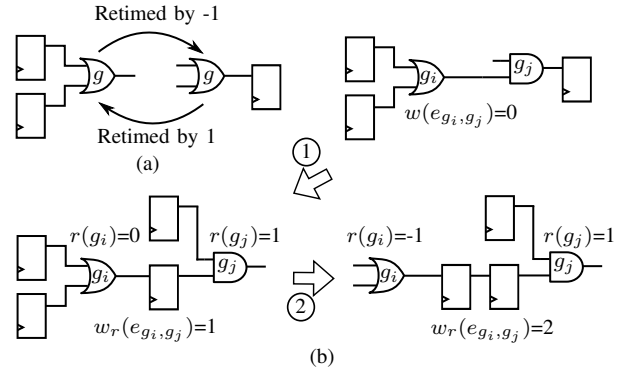 Retimed by -1
g
g
Retimed by 1
(a)
g_i
g_j
w(e_{g_i,g_j})=0
1
r(g_i)=0
r(g_j)=1
g_i
g_j
w_r(e_{g_i,g_j})=1
2
r(g_i)=-1
r(g_j)=1
g_i
g_j
w_r(e_{g_i,g_j})=2
(b)